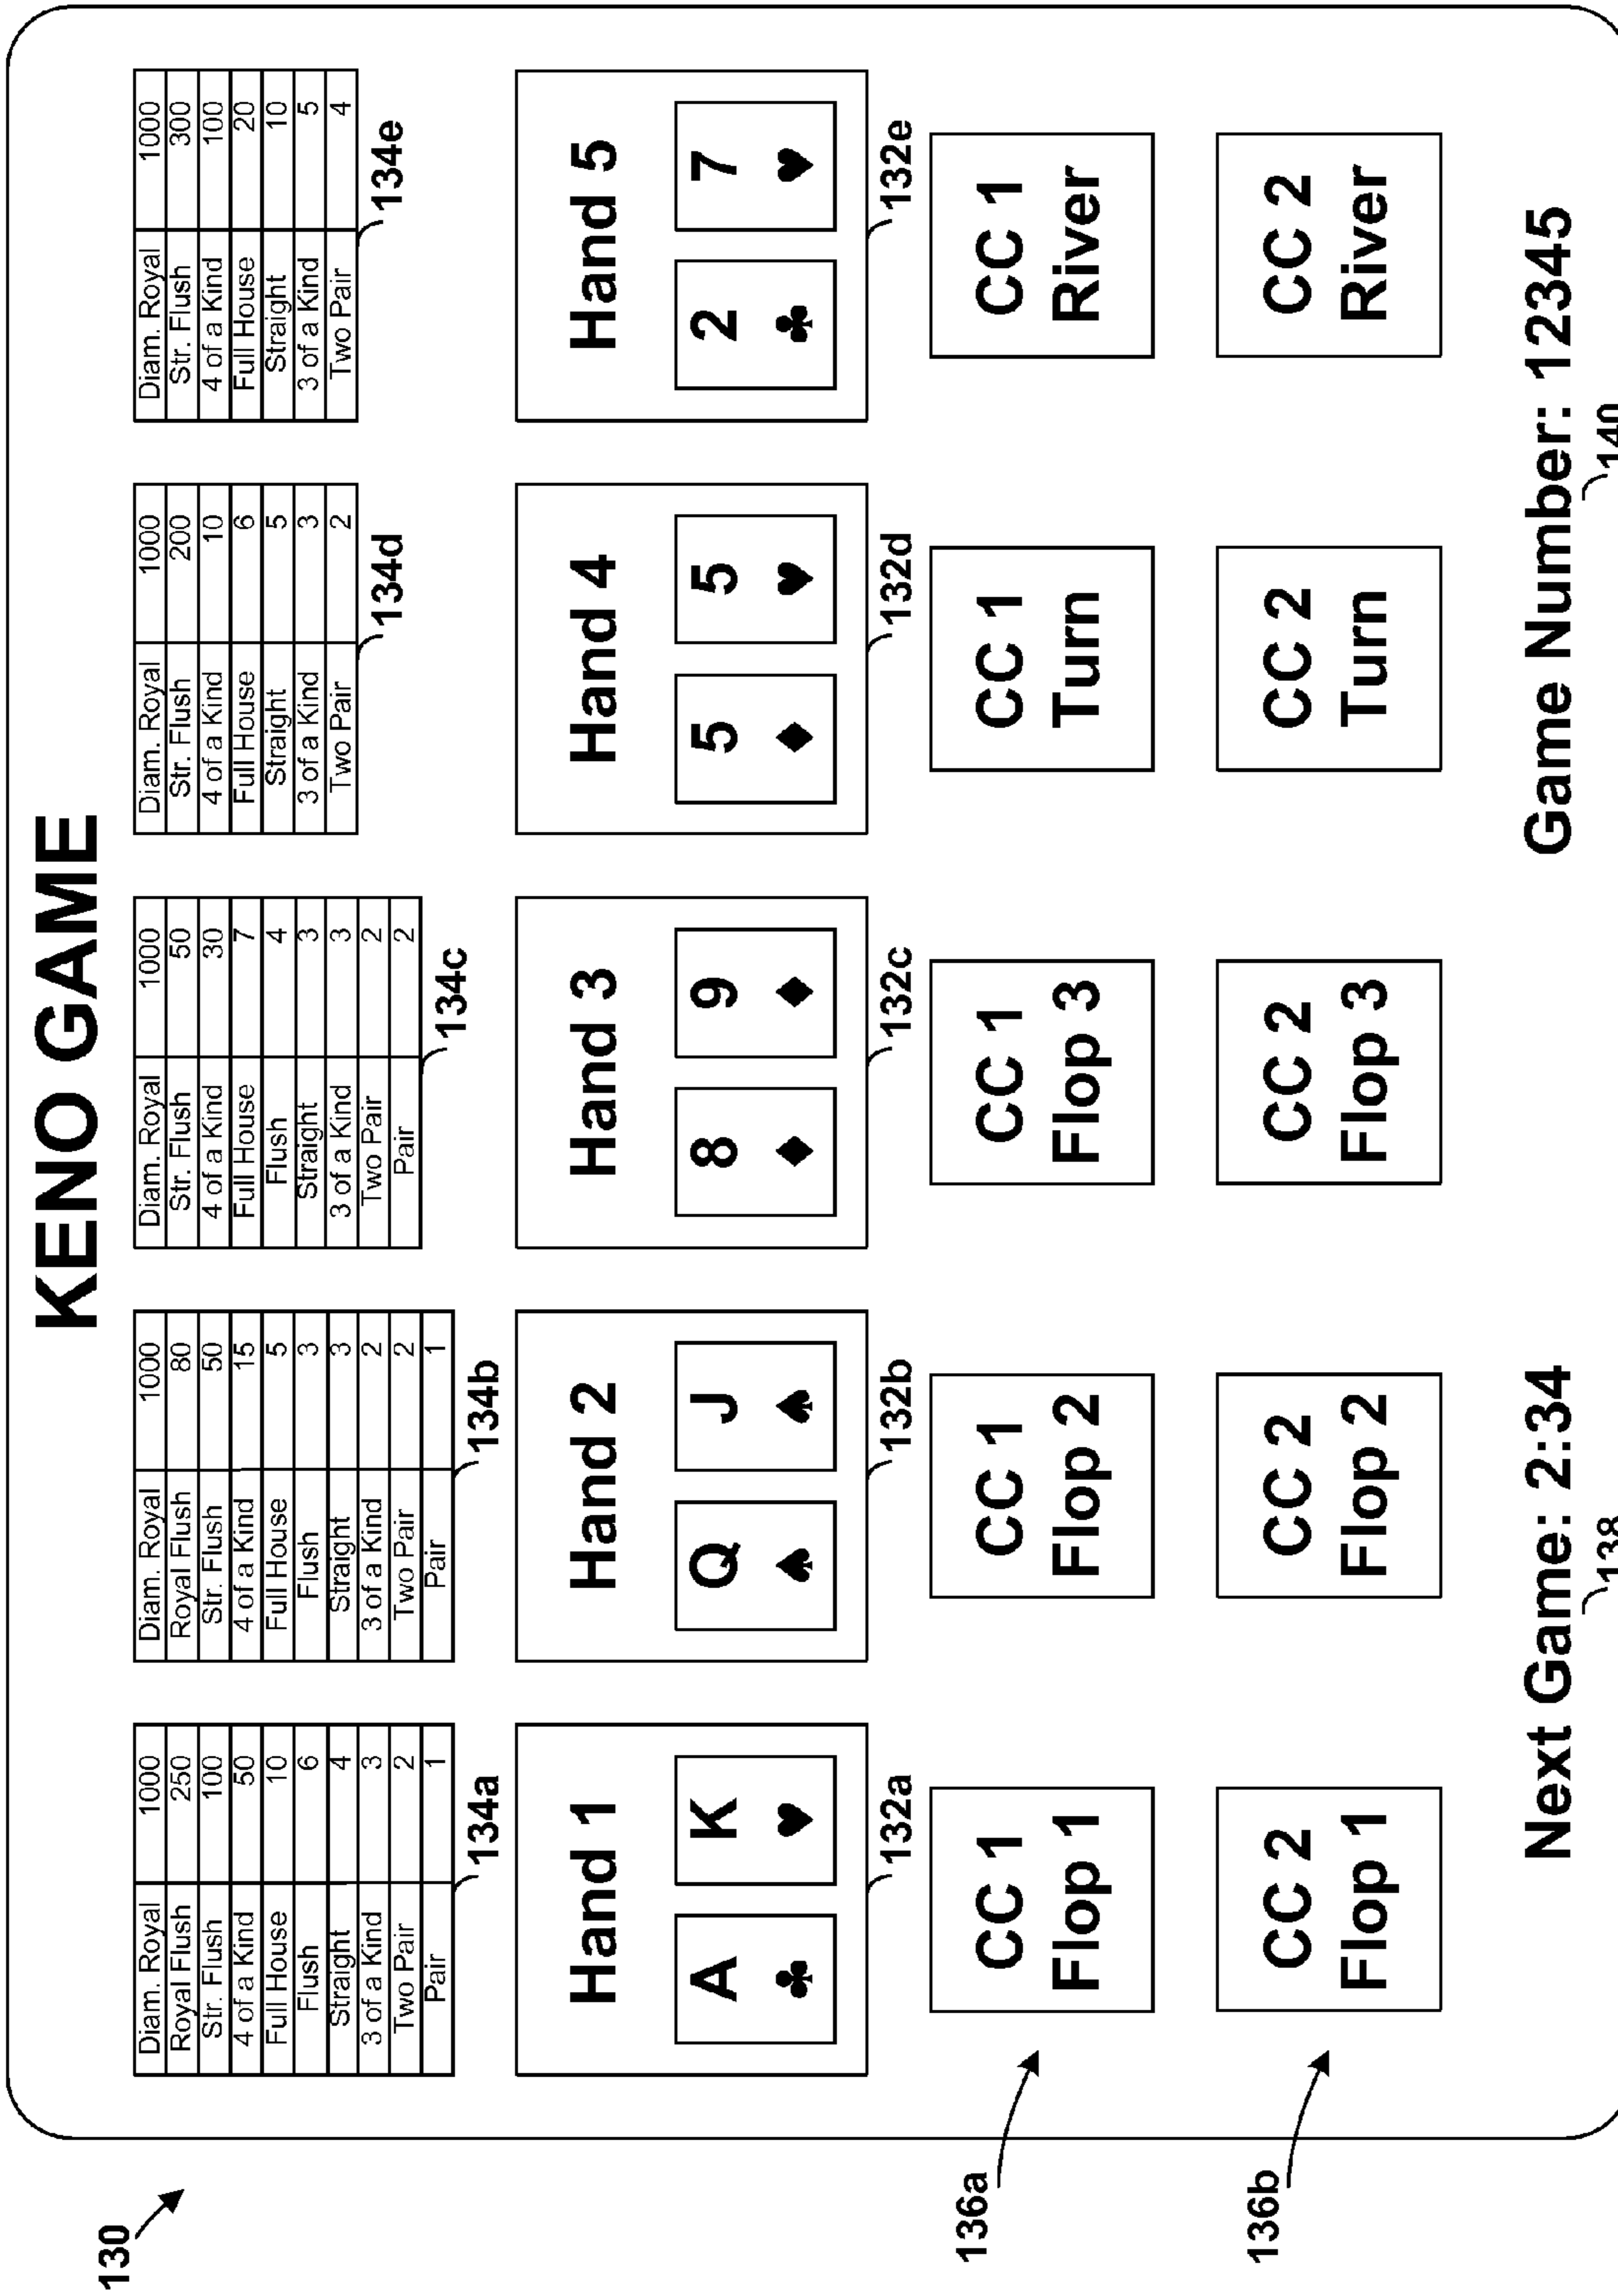 KENO GAME
130
Diam. Royal 1000
Royal Flush 250
Str. Flush 100
4 of a Kind 50
Full House 10
Flush 6
Straight 4
3 of a Kind 3
Two Pair 2
Pair 1
134a
Diam. Royal 1000
Royal Flush 80
Str. Flush 50
4 of a Kind 15
Full House 5
Flush 3
Straight 3
3 of a Kind 2
Two Pair 2
Pair 1
134b
Diam. Royal 1000
Str. Flush 50
4 of a Kind 30
Full House 7
Flush 4
Straight 3
3 of a Kind 3
Two Pair 2
Pair 2
134c
Diam. Royal 1000
Str. Flush 200
4 of a Kind 10
Full House 6
Straight 5
3 of a Kind 3
Two Pair 2
134d
Diam. Royal 1000
Str. Flush 300
4 of a Kind 100
Full House 20
Straight 10
3 of a Kind 5
Two Pair 4
134e
Hand 1
A♣ K♥
132a
Hand 2
Q♠ J♠
132b
Hand 3
8♦ 9♦
132c
Hand 4
5♦ 5♥
132d
Hand 5
2♣ 7♥
132e
136a
CC 1
Flop 1
CC 1
Flop 2
CC 1
Flop 3
CC 1
Turn
CC 1
River
136b
CC 2
Flop 1
CC 2
Flop 2
CC 2
Flop 3
CC 2
Turn
CC 2
River
Next Game: 2:34
138
Game Number: 12345
140